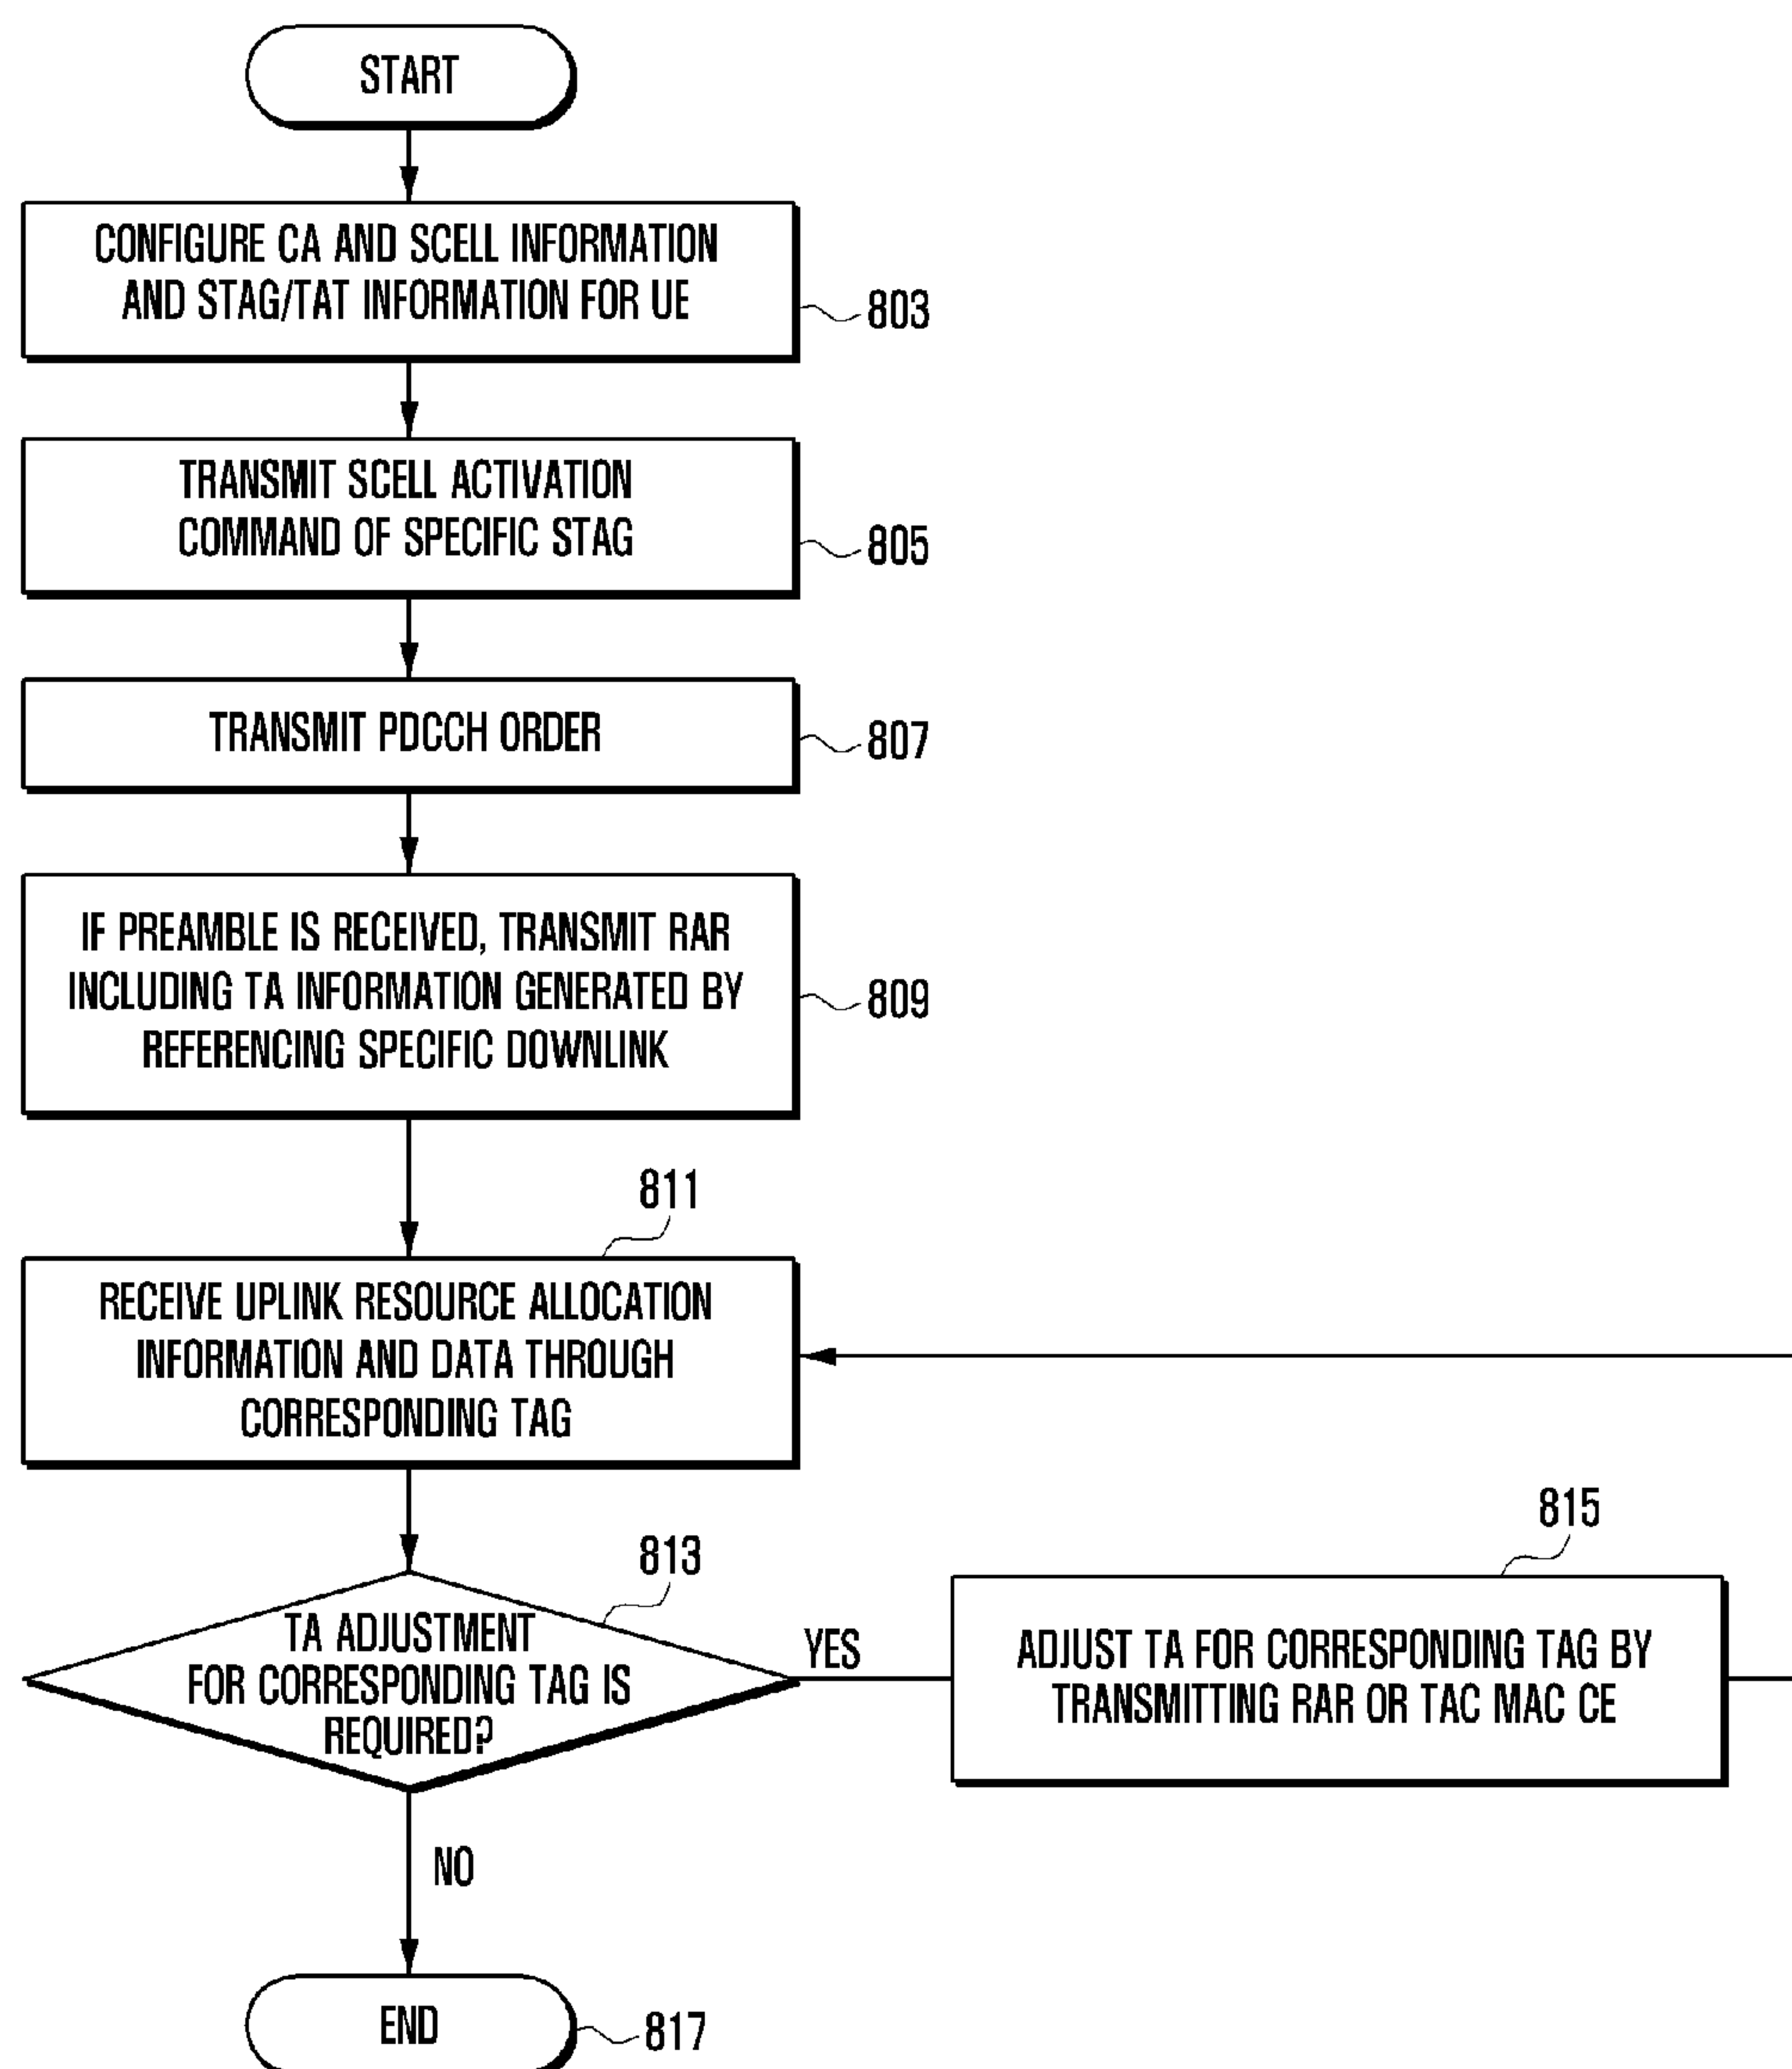 START
CONFIGURE CA AND SCELL INFORMATION
AND STAG/TAT INFORMATION FOR UE
803
TRANSMIT SCELL ACTIVATION
COMMAND OF SPECIFIC STAG
805
TRANSMIT PDCCH ORDER
807
IF PREAMBLE IS RECEIVED, TRANSMIT RAR
INCLUDING TA INFORMATION GENERATED BY
REFERENCING SPECIFIC DOWNLINK
809
811
RECEIVE UPLINK RESOURCE ALLOCATION
INFORMATION AND DATA THROUGH
CORRESPONDING TAG
813
TA ADJUSTMENT
FOR CORRESPONDING TAG IS
REQUIRED?
YES
815
ADJUST TA FOR CORRESPONDING TAG BY
TRANSMITTING RAR OR TAC MAC CE
NO
END
817